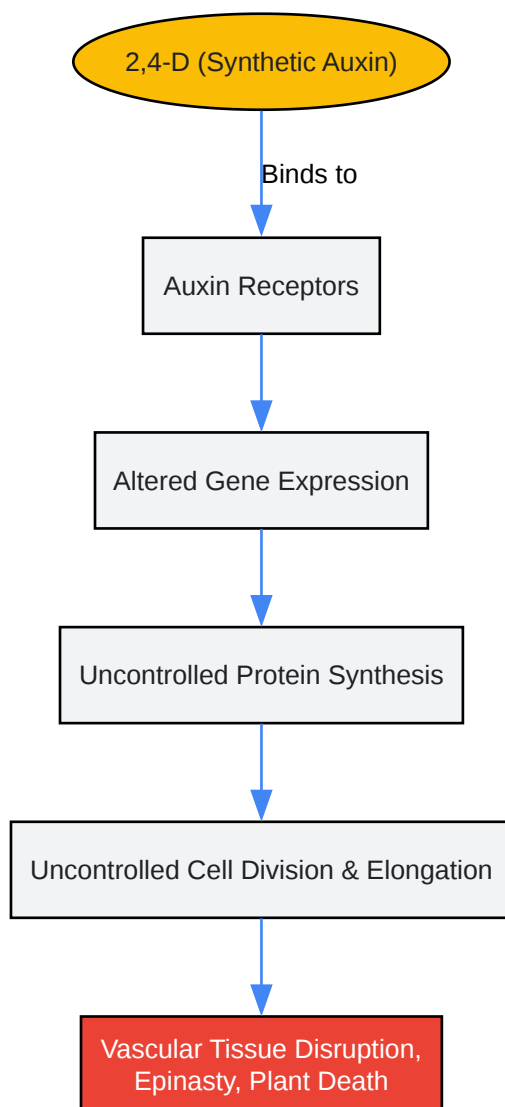 2,4-D (Synthetic Auxin)
Binds to
Auxin Receptors
Altered Gene Expression
Uncontrolled Protein Synthesis
Uncontrolled Cell Division & Elongation
Vascular Tissue Disruption,
Epinasty, Plant Death